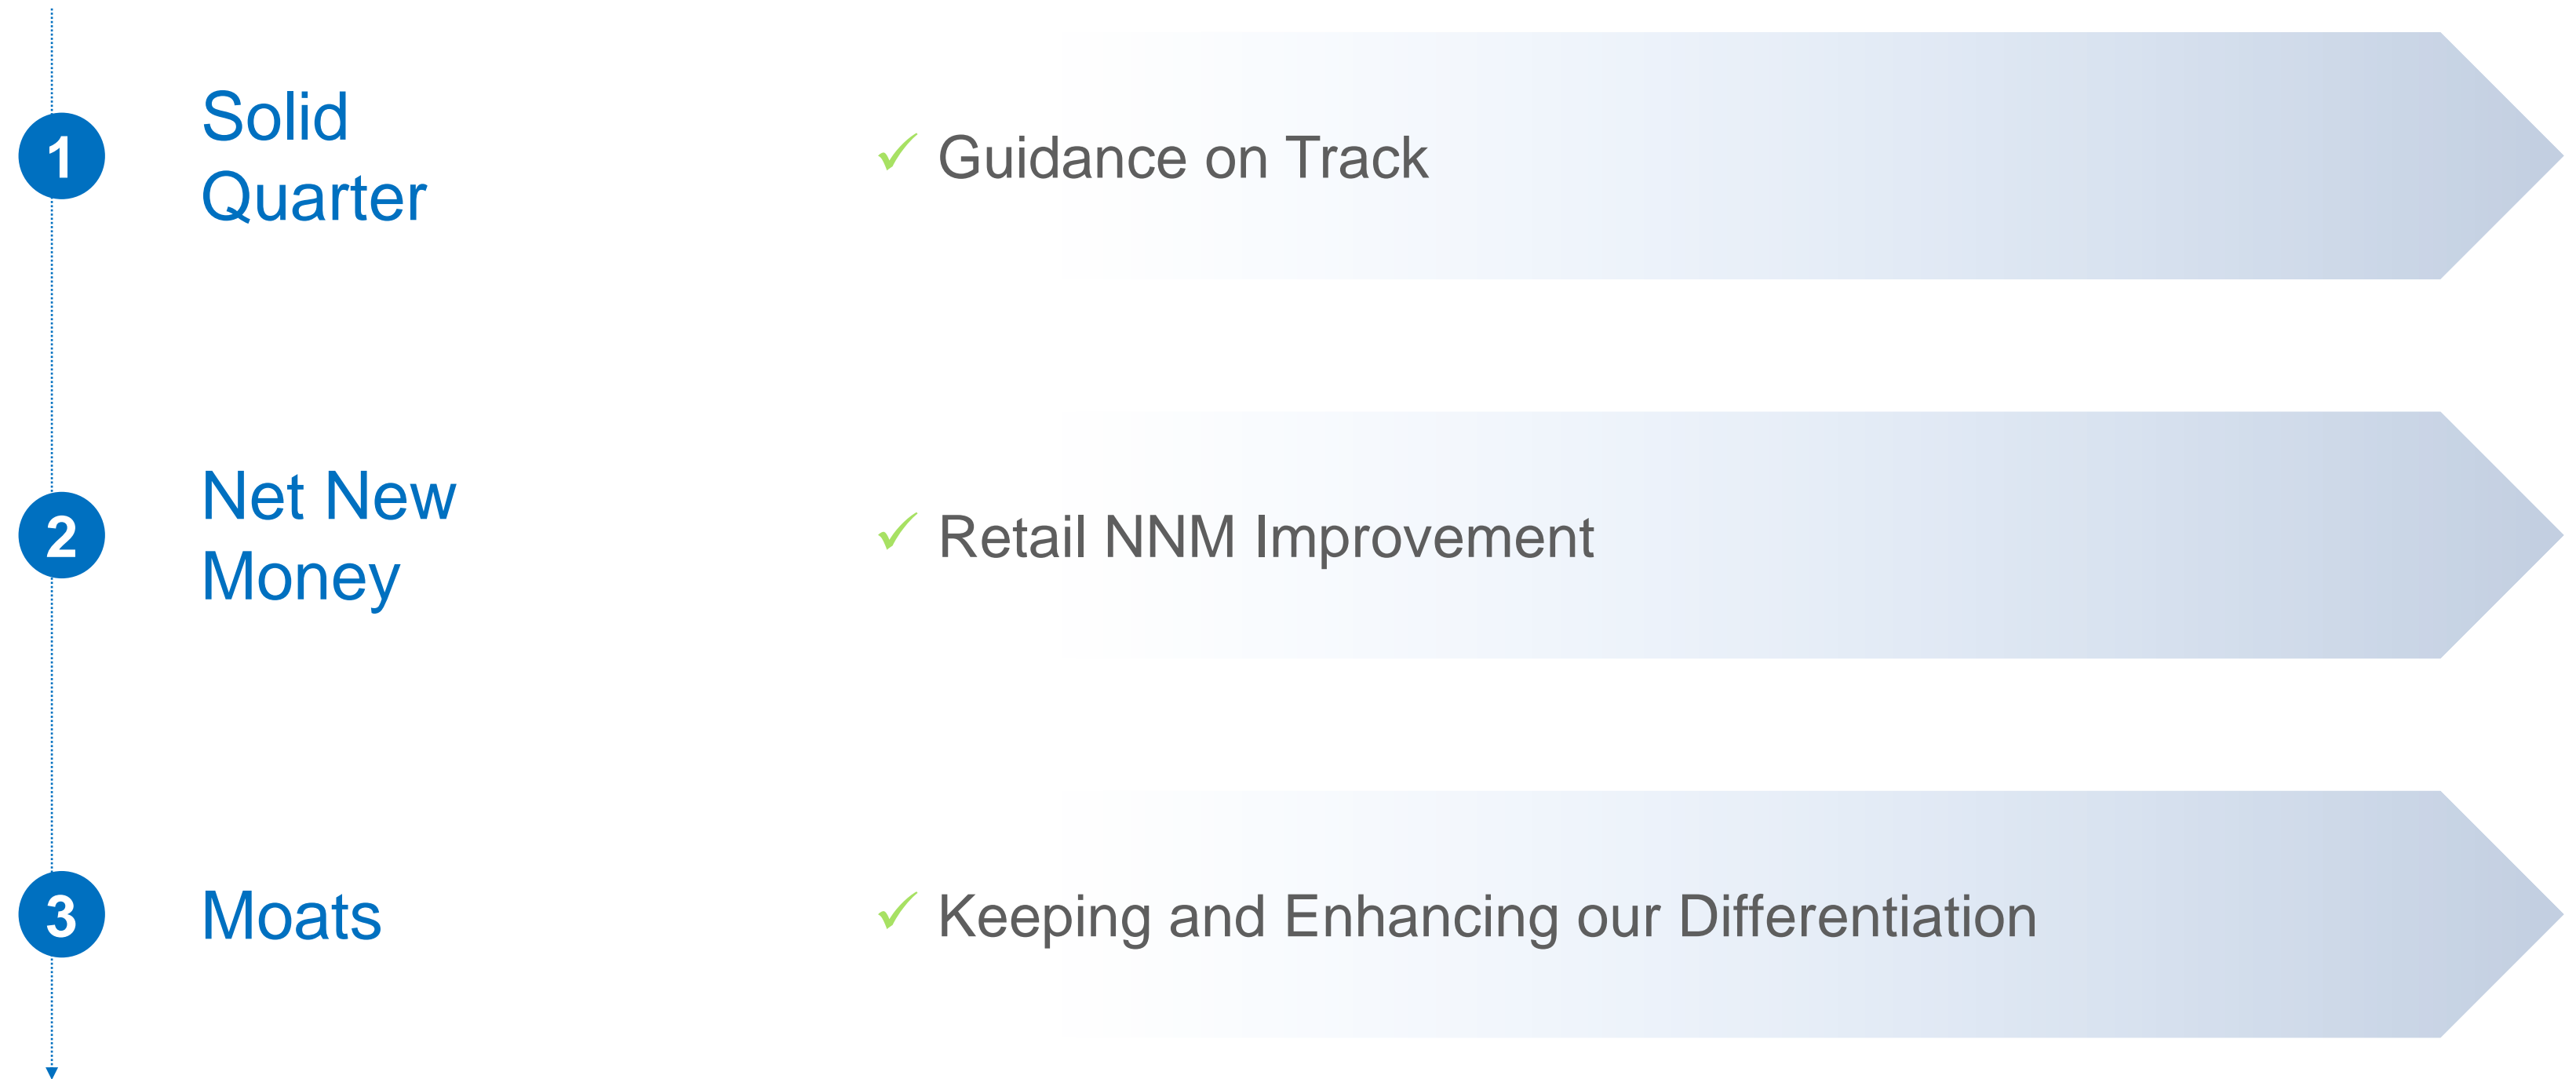 1
Solid
Quarter
✓ Guidance on Track
2
Net New
Money
✓ Retail NNM Improvement
3
Moats
✓ Keeping and Enhancing our Differentiation